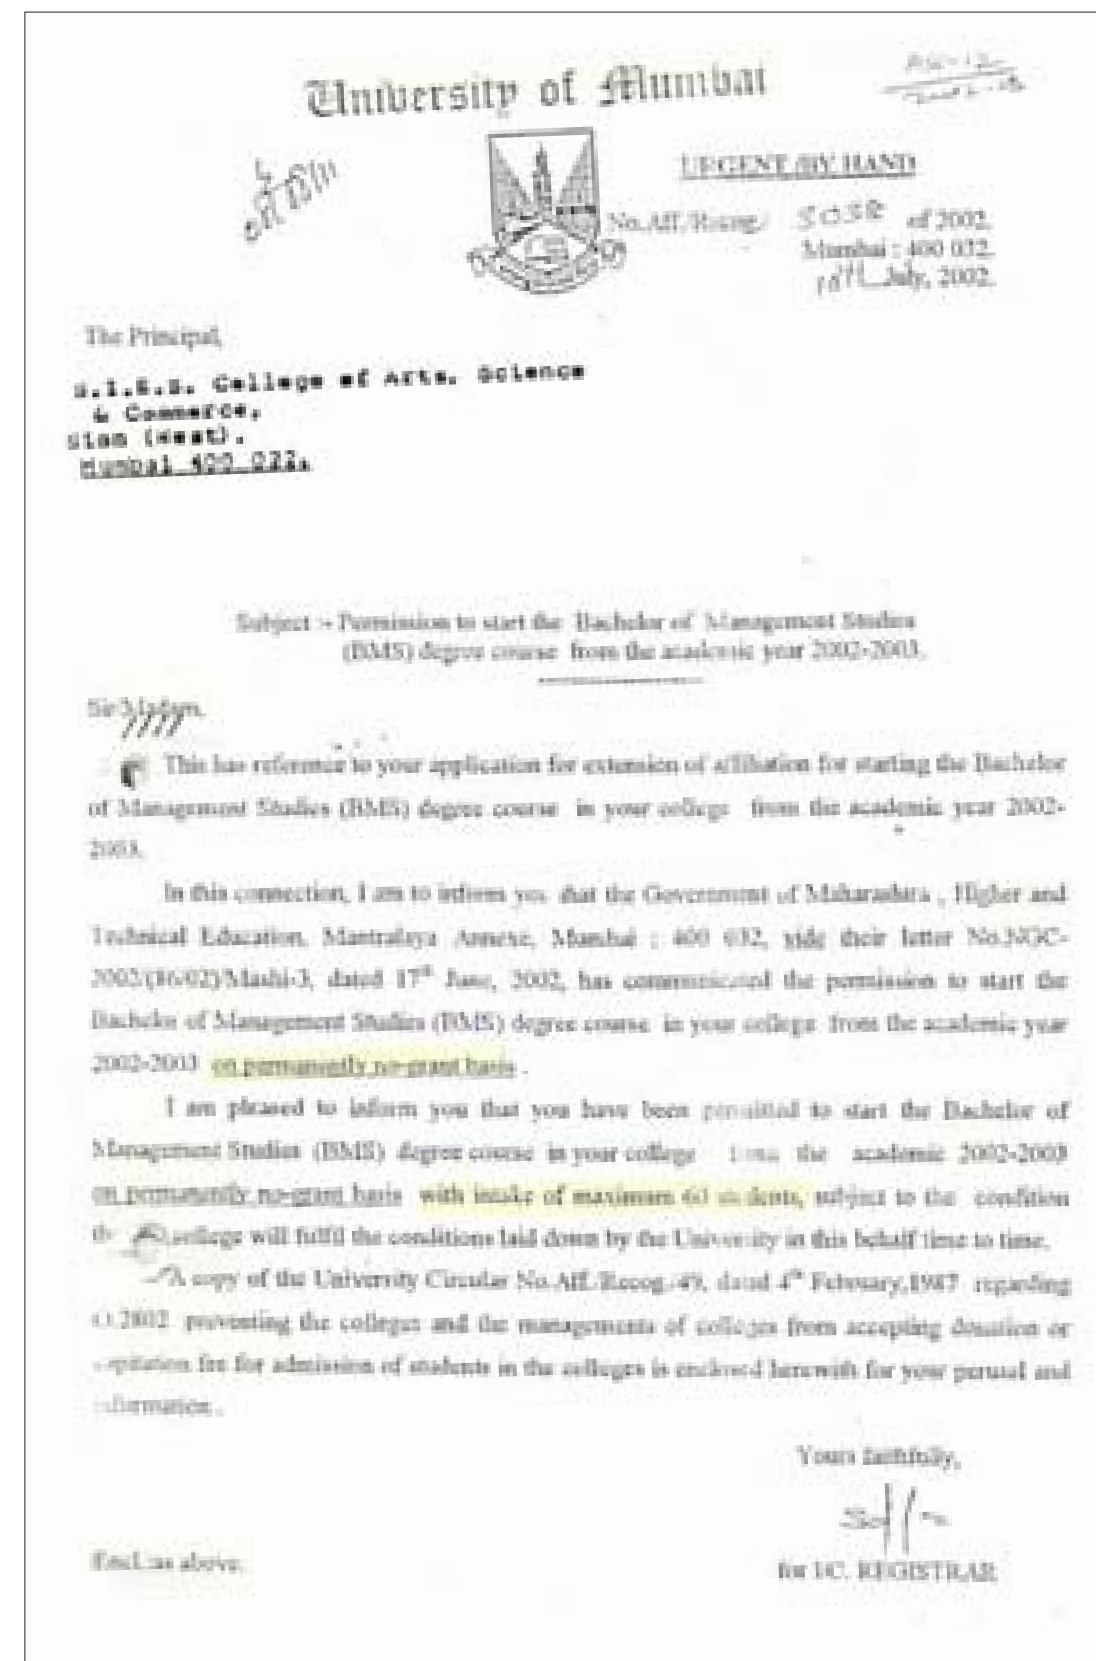 University of Mumbai
URGENT/BY HAND
No.Aff./Recog./ 5058 of 2002.
Mumbai : 400 032.
July, 2002.
The Principal,
S.I.E.S. College of Arts, Science
& Commerce,
Sion (West),
Mumbai 400 022.
Subject :- Permission to start the Bachelor of Management Studies
(BMS) degree course from the academic year 2002-2003.
Sir/Madam,
This has reference to your application for extension of affiliation for starting the Bachelor
of Management Studies (BMS) degree course in your college from the academic year 2002-
2003.
In this connection, I am to inform you that the Government of Maharashtra , Higher and
Technical Education, Mantralaya Annexe, Mumbai : 400 032, vide their letter No.NGC-
2002/(86/02)/Mashi-3, dated 17th June, 2002, has communicated the permission to start the
Bachelor of Management Studies (BMS) degree course in your college from the academic year
2002-2003 on permanently no-grant basis .
I am pleased to inform you that you have been permitted to start the Bachelor of
Management Studies (BMS) degree course in your college from the academic 2002-2003
on permanently no-grant basis with intake of maximum 60 students, subject to the condition
college will fulfil the conditions laid down by the University in this behalf time to time.
A copy of the University Circular No.Aff./Recog./49, dated 4th February,1987 regarding
O.2802 preventing the colleges and the managements of colleges from accepting donation or
capitation fee for admission of students in the colleges is enclosed herewith for your perusal and
information .
Yours faithfully,
for I/C. REGISTRAR
Encl.:as above.